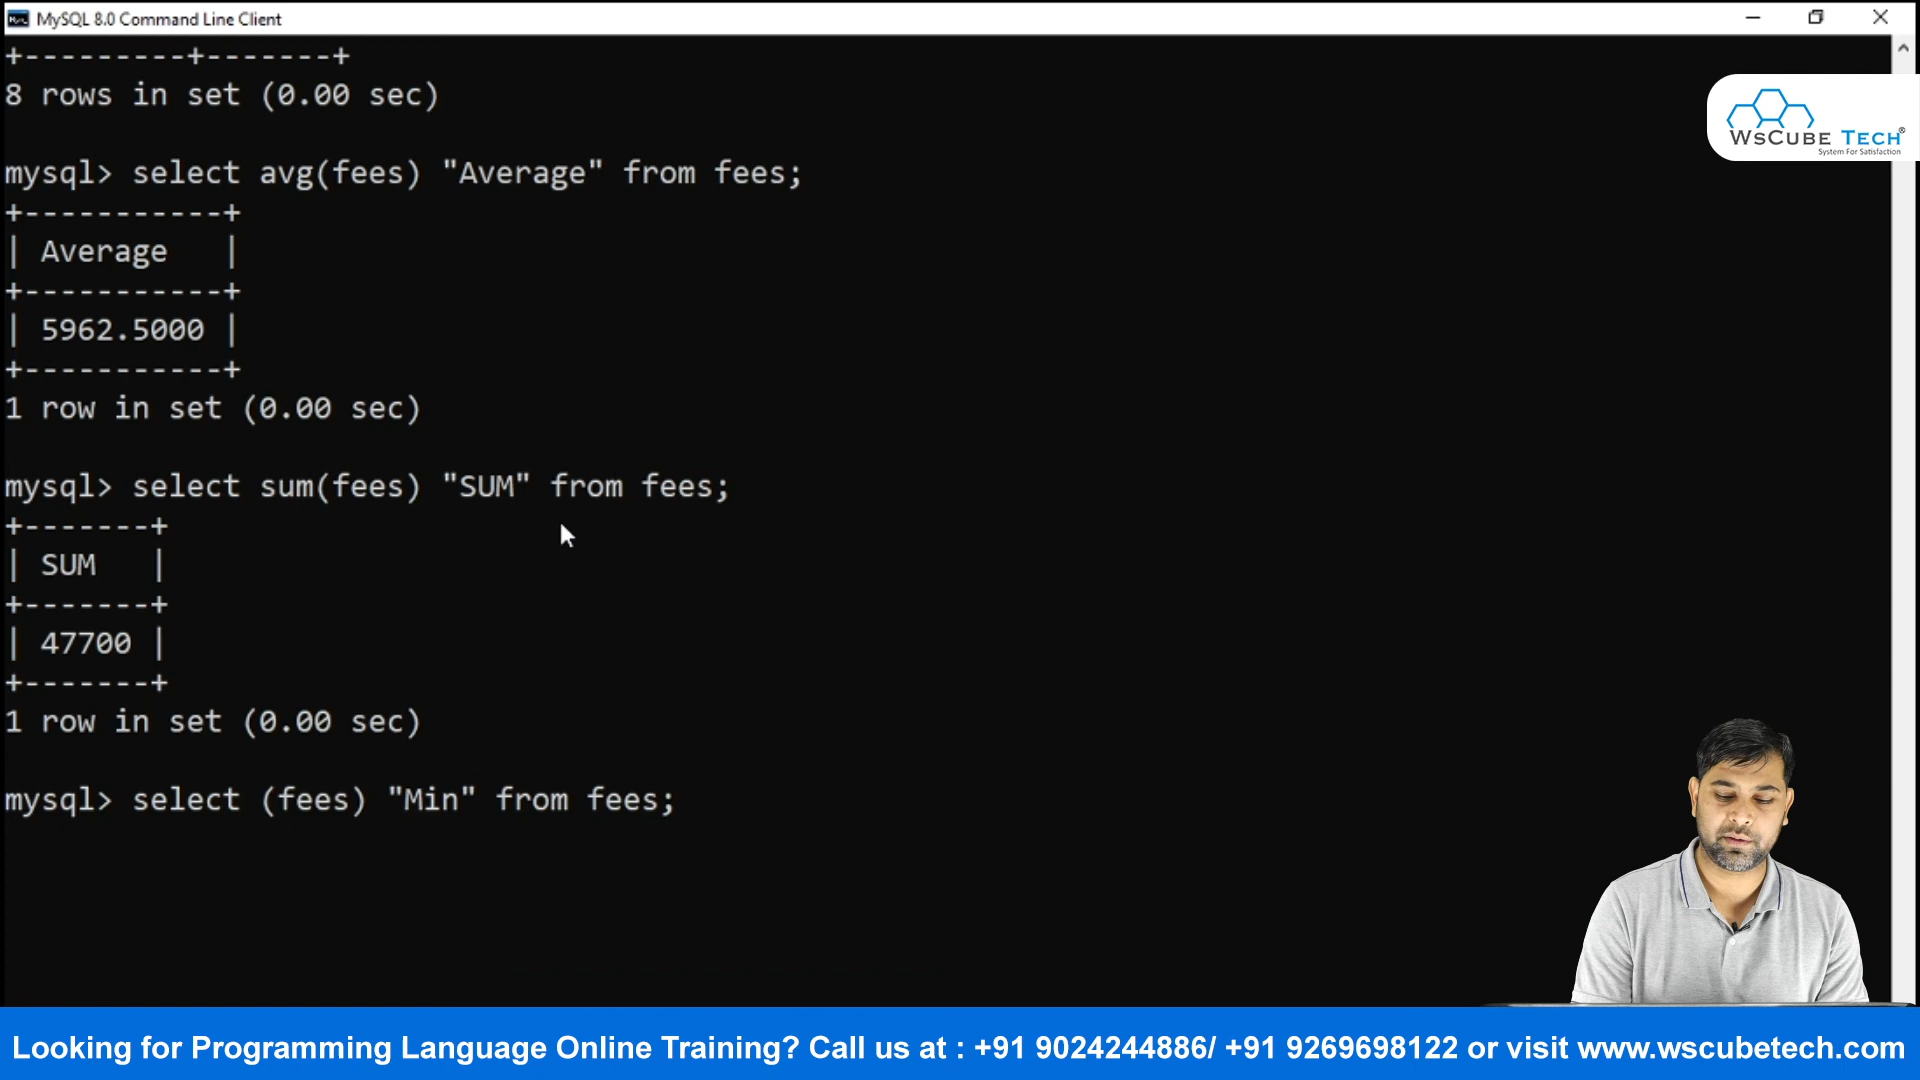 MySQL 8.0 Command Line Client
+---------+-------+
8 rows in set (0.00 sec)
WsCube Tech®
System For Satisfaction
mysql> select avg(fees) "Average" from fees;
+-----------+
| Average   |
+-----------+
| 5962.5000 |
+-----------+
1 row in set (0.00 sec)
mysql> select sum(fees) "SUM" from fees;
+-------+
| SUM   |
+-------+
| 47700 |
+-------+
1 row in set (0.00 sec)
mysql> select (fees) "Min" from fees;
Looking for Programming Language Online Training? Call us at : +91 9024244886/ +91 9269698122 or visit www.wscubetech.com